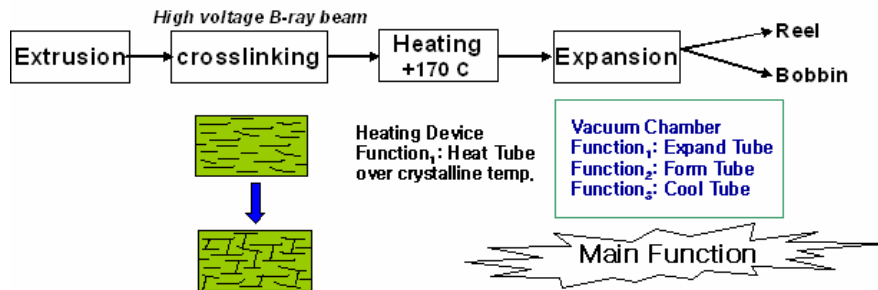 High voltage B-ray beam
Extrusion
crosslinking
Heating
+170 C
Expansion
Reel
Bobbin
Heating Device
Function₁: Heat Tube
over crystalline temp.
Vacuum Chamber
Function₁: Expand Tube
Function₂: Form Tube
Function₃: Cool Tube
Main Function